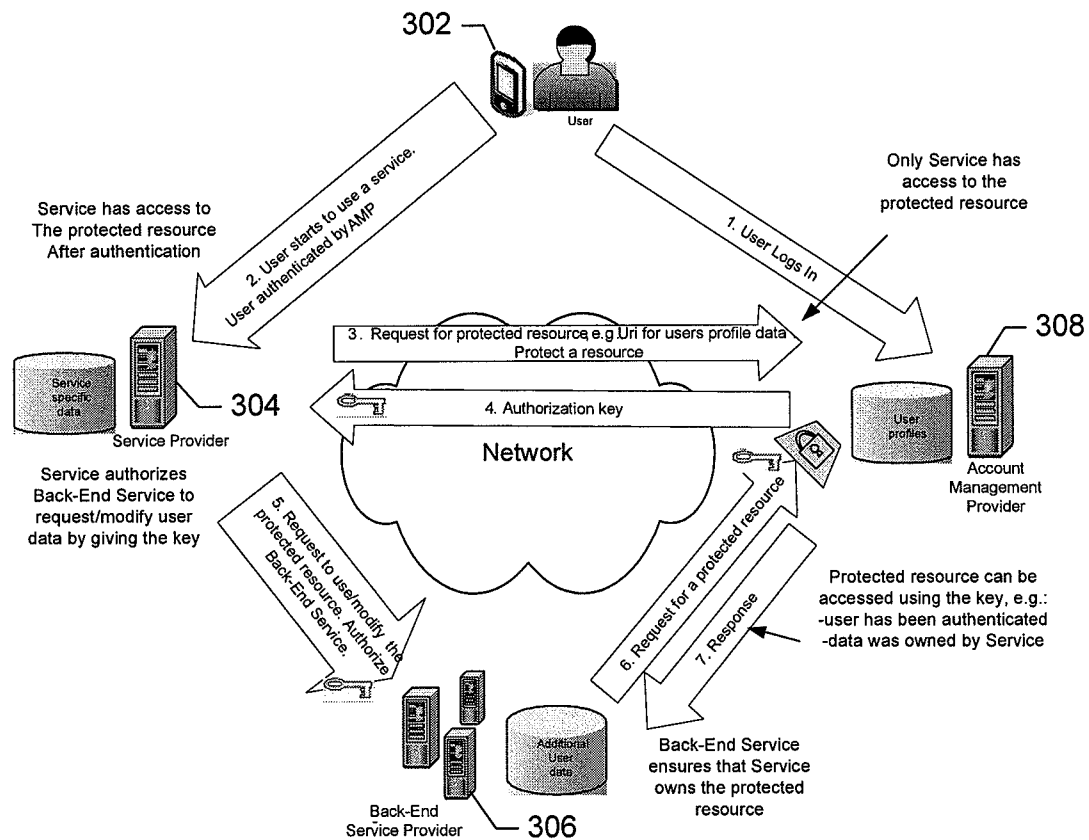 302
User
Only Service has
access to the
protected resource
Service has access to
The protected resource
After authentication
2. User starts to use a service.
User authenticated by AMP
1. User Logs In
3. Request for protected resource, e.g. Uri for users profile data
Protect a resource
308
Service
specific
data
304
Service Provider
4. Authorization key
Network
User
profiles
Account
Management
Provider
Service authorizes
Back-End Service to
request/modify user
data by giving the key
5. Request to use/modify the
protected resource. Authorize
Back-End Service.
6. Request for a protected resource
7. Response
Protected resource can be
accessed using the key, e.g.:
-user has been authenticated
-data was owned by Service
Additional
User
data
Back-End Service
ensures that Service
owns the protected
resource
Back-End
Service Provider
306